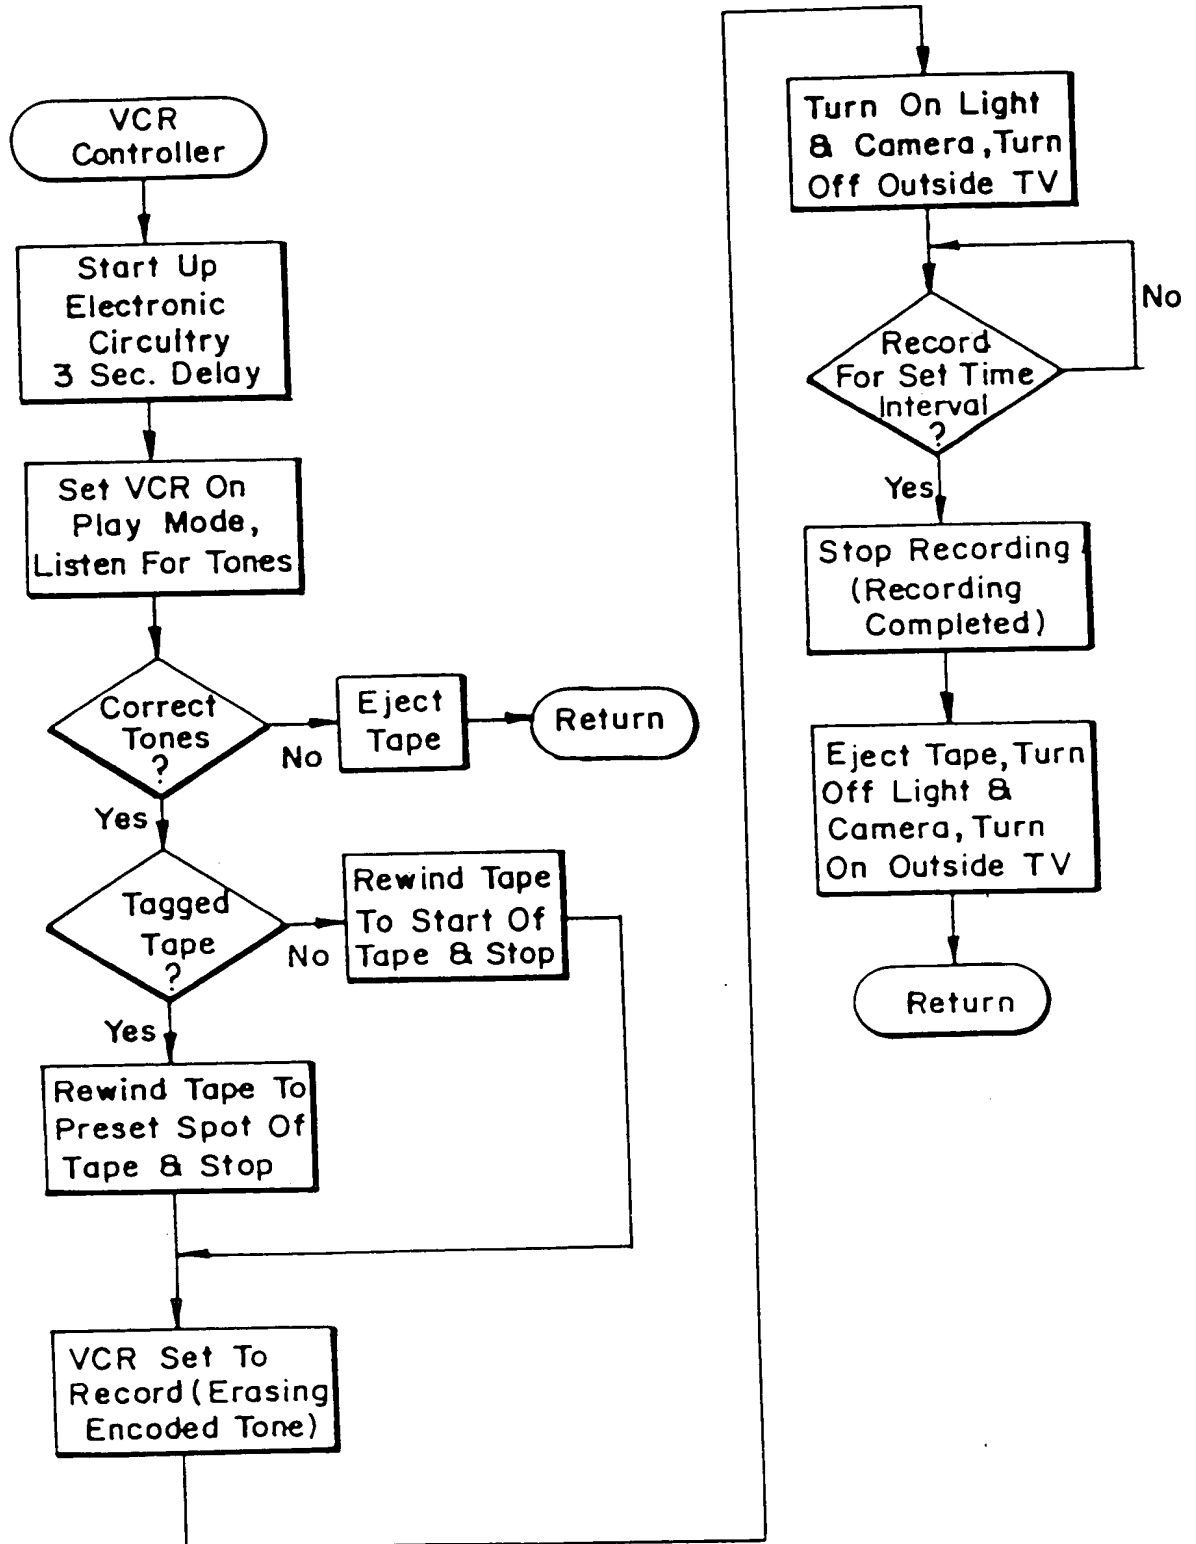 VCR
Controller
Start Up
Electronic
Circultry
3 Sec. Delay
Set VCR On
Play Mode,
Listen For Tones
Correct
Tones
?
No
Eject
Tape
Return
Yes
Tagged
Tape
?
No
Rewind Tape
To Start Of
Tape & Stop
Yes
Rewind Tape To
Preset Spot Of
Tape & Stop
VCR Set To
Record (Erasing
Encoded Tone)
Turn On Light
& Camera, Turn
Off Outside TV
Record
For Set Time
Interval
?
No
Yes
Stop Recording
(Recording
Completed)
Eject Tape, Turn
Off Light &
Camera, Turn
On Outside TV
Return